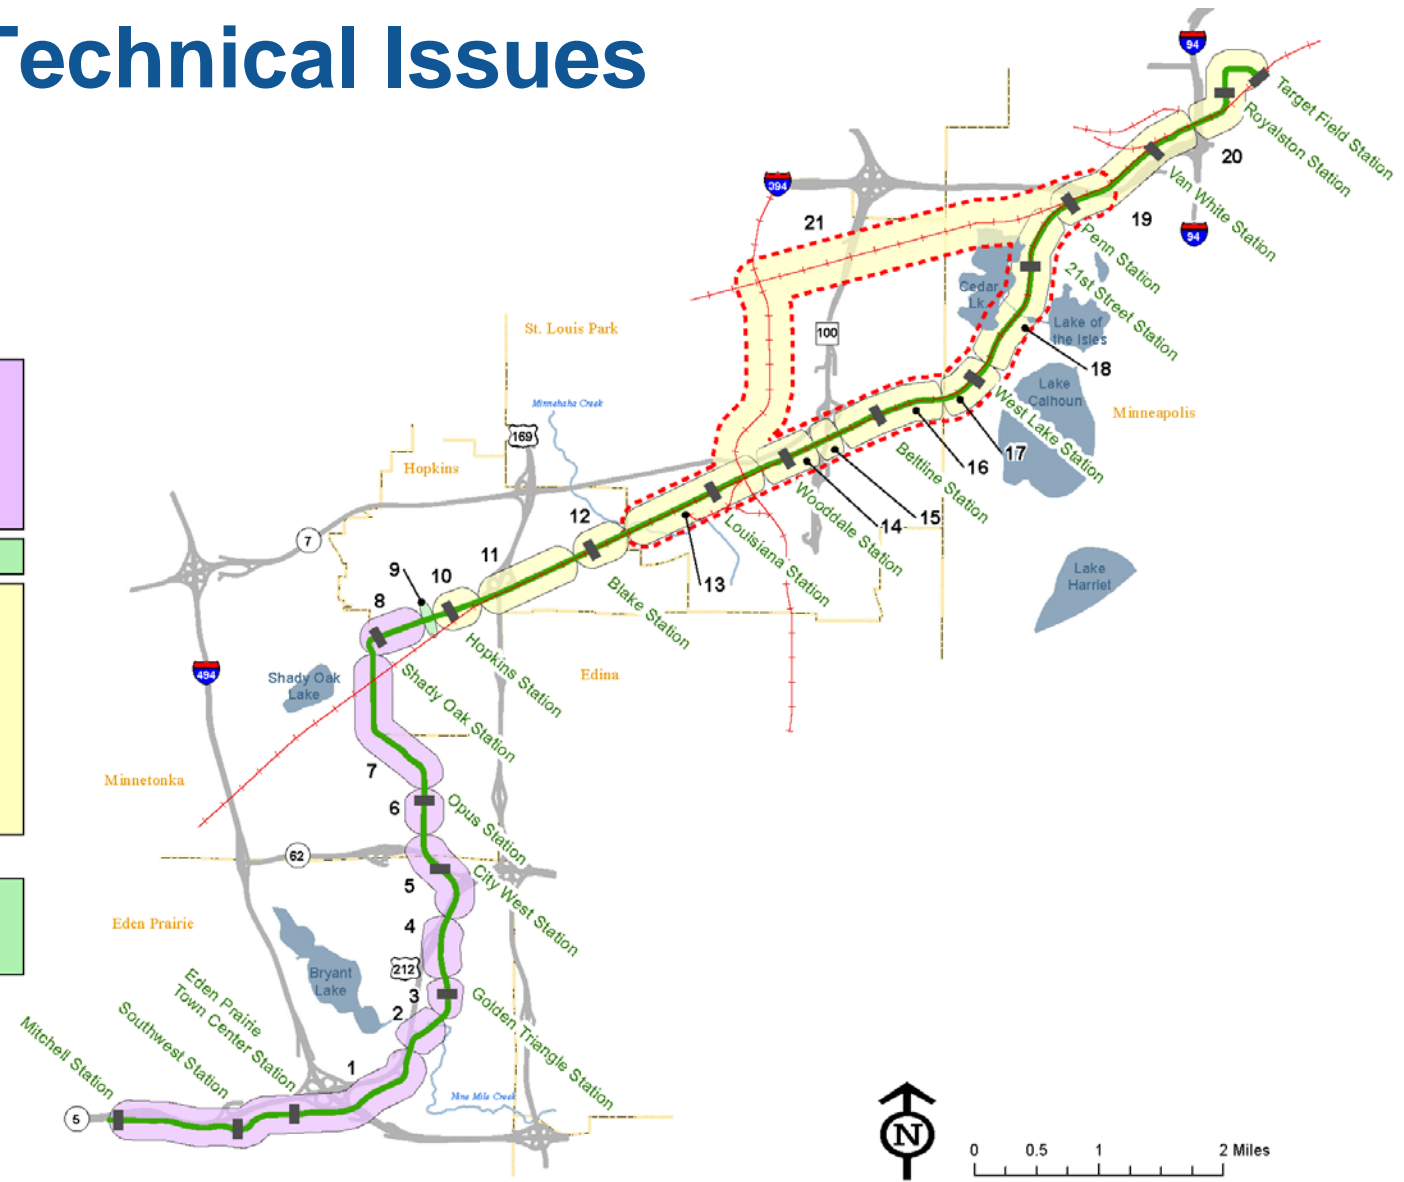 Technical Issues
94
Target Field Station
Royalston Station
20
Van White Station
394
21
19
94
Penn Station
21st Street Station
Cedar
Lk.
Lake of
the Isles
100
18
St. Louis Park
Lake
Calhoun
Minneapolis
West Lake Station
Minnehaha Creek
169
17
16
Beltline Station
Hopkins
15
14
Wooddale Station
12
7
Louisiana Station
13
11
Lake
Harriet
9
10
8
Blake Station
Hopkins Station
494
Shady Oak
Lake
Edina
Shady Oak Station
7
Minnetonka
6
Opus Station
62
5
City West Station
Eden Prairie
4
212
Bryant
Lake
3
Golden Triangle Station
2
Eden Prairie
Town Center Station
Southwest Station
Mitchell Station
1
Nine Mile Creek
5
N
0 0.5 1 2 Miles